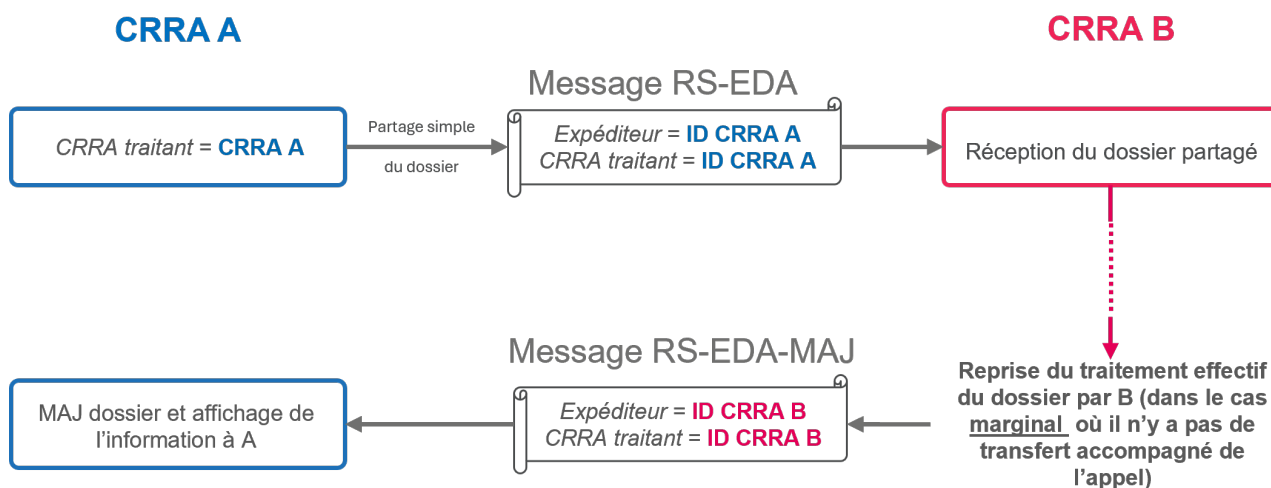 CRRA A
CRRA B
Message RS-EDA
CRRA traitant = CRRA A
Partage simple
du dossier
Expéditeur = ID CRRA A
CRRA traitant = ID CRRA A
Réception du dossier partagé
Message RS-EDA-MAJ
MAJ dossier et affichage de
l'information à A
Expéditeur = ID CRRA B
CRRA traitant = ID CRRA B
Reprise du traitement effectif
du dossier par B (dans le cas
marginal où il n'y a pas de
transfert accompagné de
l'appel)